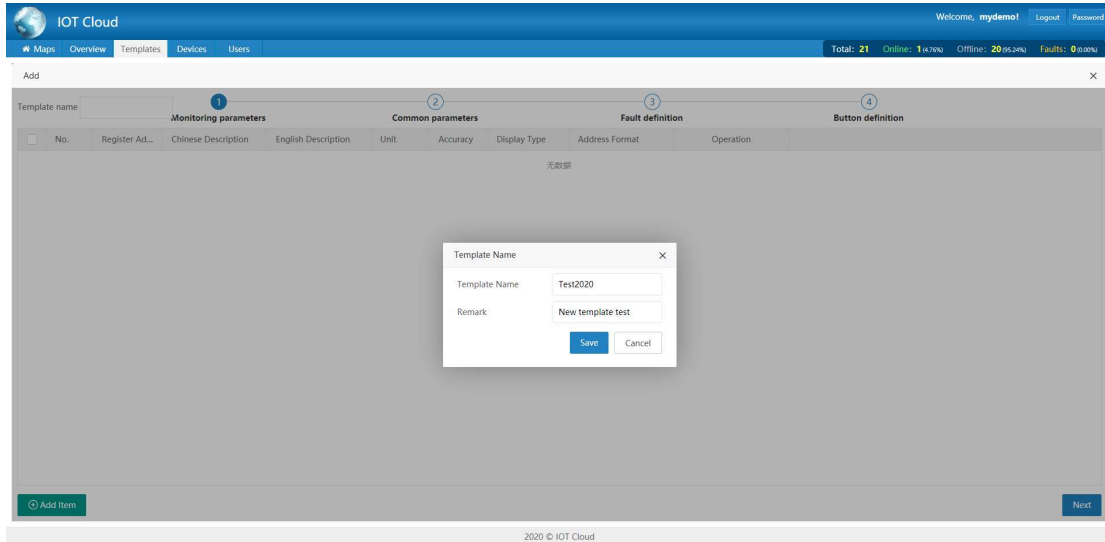 IOT Cloud
Welcome, mydemo! Logout Password
Maps Overview Templates Devices Users Total: 21 Online: 1(4.76%) Offline: 20(95.24%) Faults: 0(0.00%)
Add
Template name 1 2 3 4
Monitoring parameters Common parameters Fault definition Button definition
No. Register Ad... Chinese Description English Description Unit Accuracy Display Type Address Format Operation
无数据
Template Name
Template Name Test2020
Remark New template test
Save Cancel
Add Item Next
2020 © IOT Cloud